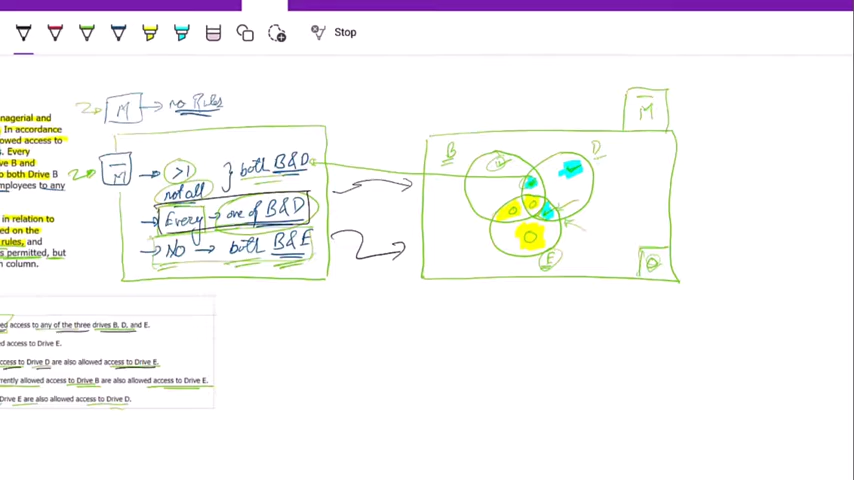 Stop
nagerial and
. In accordance
owed access to
s. Every
ve B and
o both Drive B
mployees to any
in relation to
ed on the
rules, and
s permitted, but
n column.
M → no Rules
M
→ >1
not all
} both B&D
→ Every → one of B&D
→ No → both B&E
M
B
D
E
ed access to any of the three drives B, D, and E.
ed access to Drive E.
ccess to Drive D are also allowed access to Drive E.
rrently allowed access to Drive B are also allowed access to Drive E.
Drive E are also allowed access to Drive D.